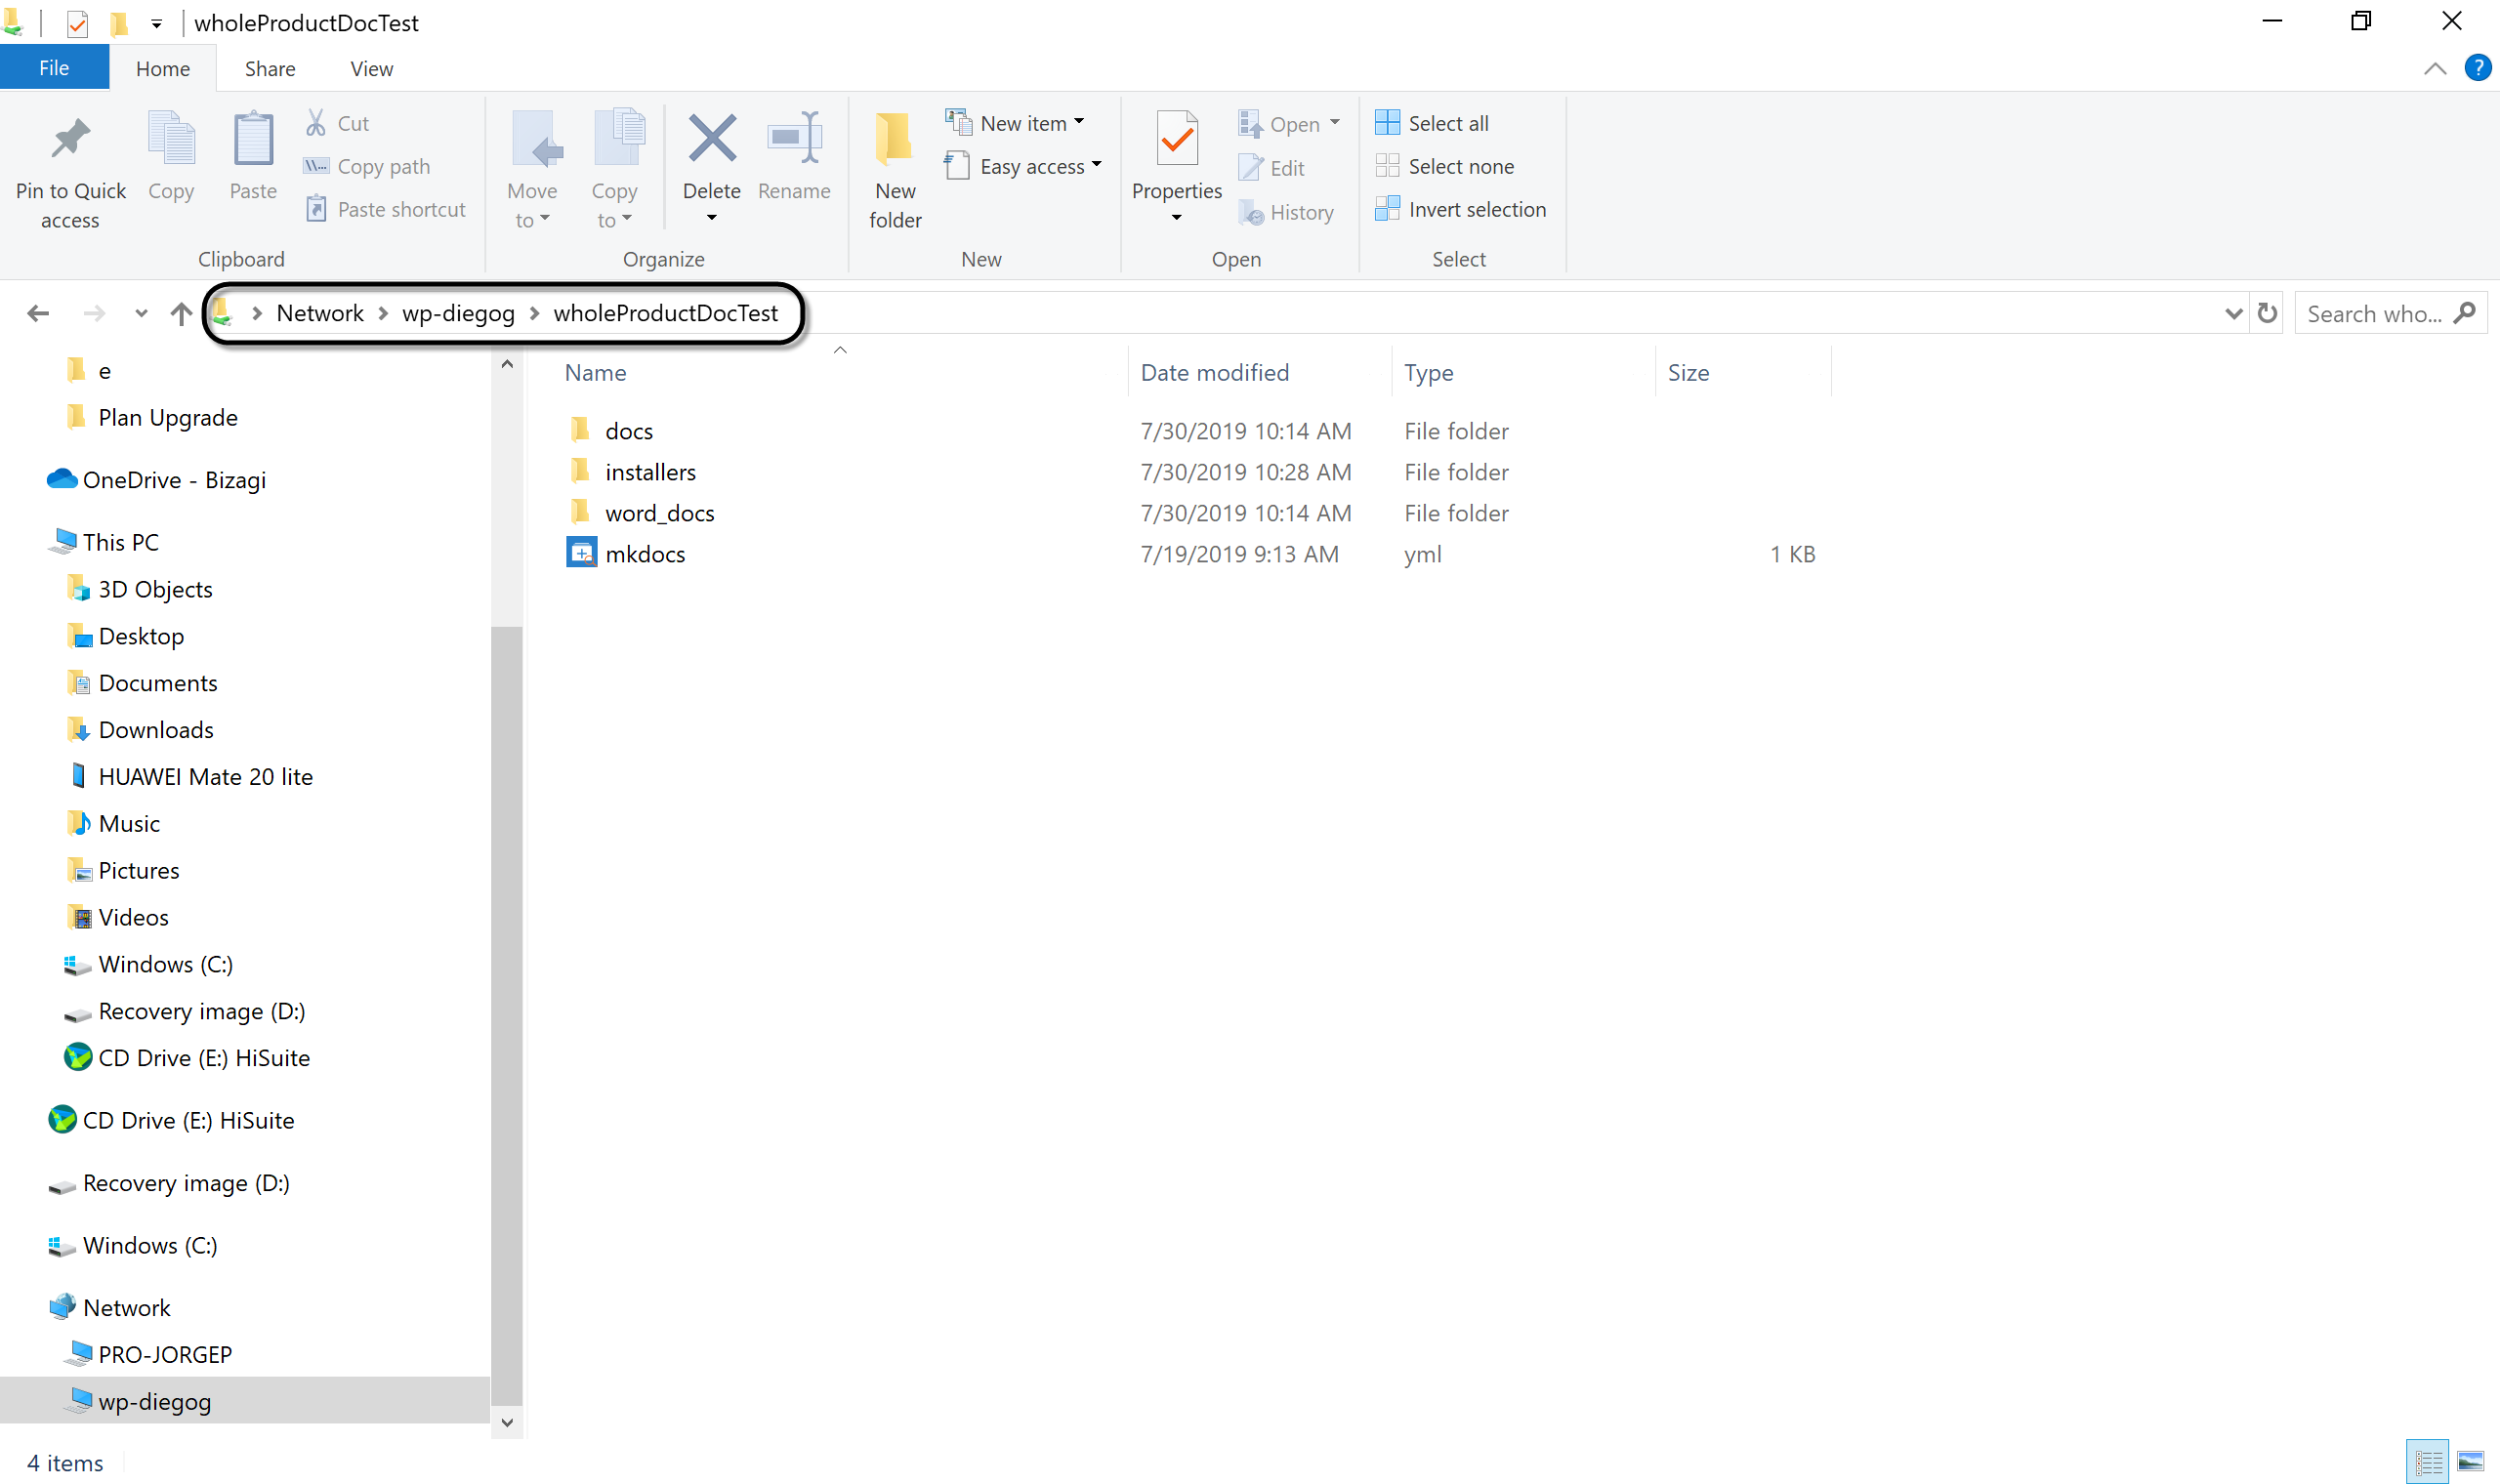 wholeProductDocTest
File Home Share View
Pin to Quick access
Copy
Paste
Cut
Copy path
Paste shortcut
Clipboard
Move to
Copy to
Delete
Rename
Organize
New folder
New item
Easy access
New
Properties
Open
Edit
History
Open
Select all
Select none
Invert selection
Select
Network wp-diegog wholeProductDocTest
Search who...
e
Plan Upgrade
OneDrive - Bizagi
This PC
3D Objects
Desktop
Documents
Downloads
HUAWEI Mate 20 lite
Music
Pictures
Videos
Windows (C:)
Recovery image (D:)
CD Drive (E:) HiSuite
CD Drive (E:) HiSuite
Recovery image (D:)
Windows (C:)
Network
PRO-JORGEP
wp-diegog
Name Date modified Type Size
docs 7/30/2019 10:14 AM File folder
installers 7/30/2019 10:28 AM File folder
word_docs 7/30/2019 10:14 AM File folder
mkdocs 7/19/2019 9:13 AM yml 1 KB
4 items